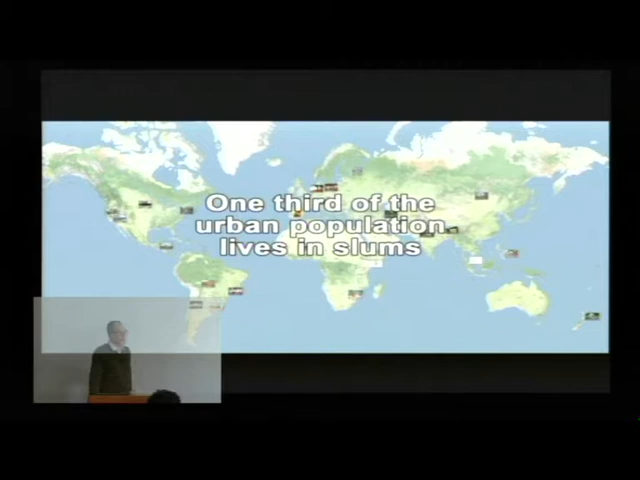 One third of the
urban population
lives in slums